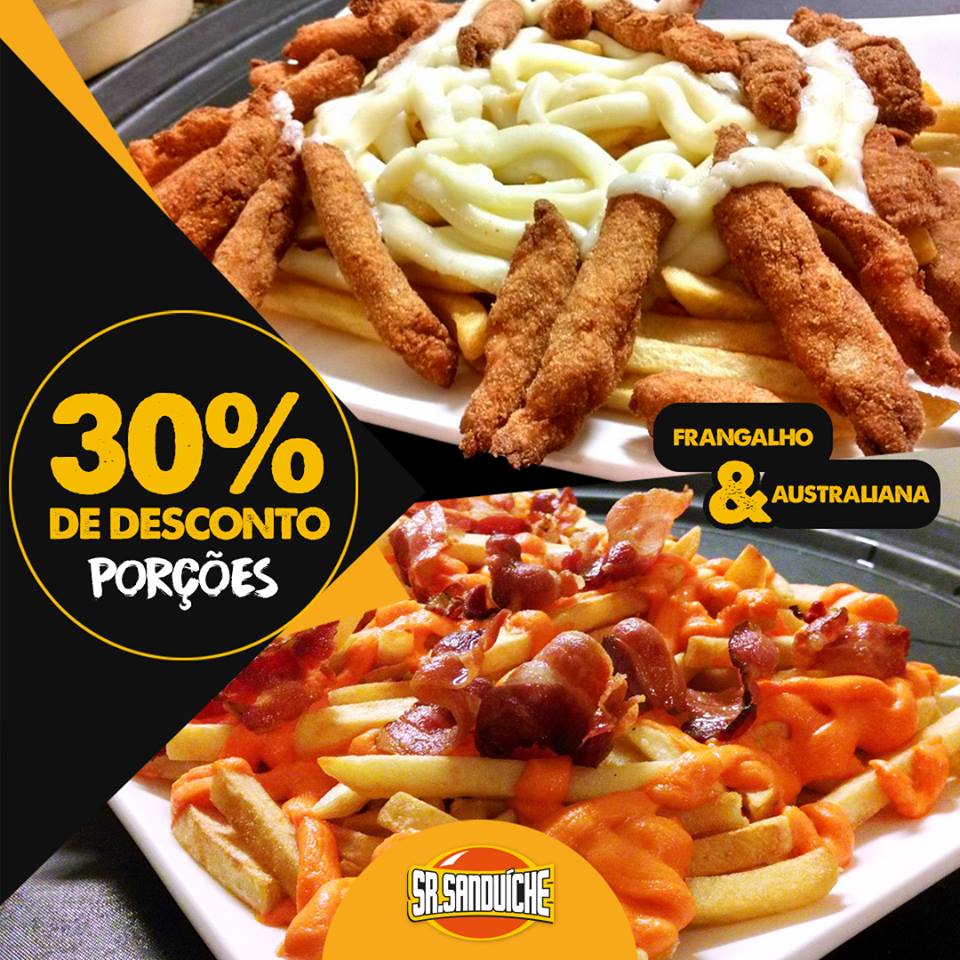 30%
DE DESCONTO
PORÇÕES
FRANGALHO
& AUSTRALIANA
SR.SANDUÍCHE